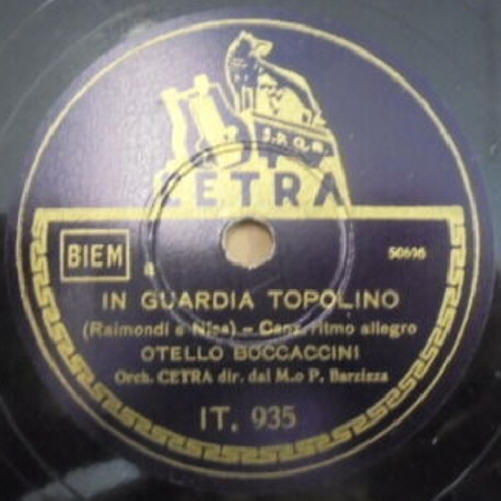 S.P.Q.R.
CETRA
BIEM
50696
a
IN GUARDIA TOPOLINO
(Raimondi e Nisa) - Canz. ritmo allegro
OTELLO BOCCACCINI
Orch. CETRA dir. dal M.o P. Barzizza
IT. 935